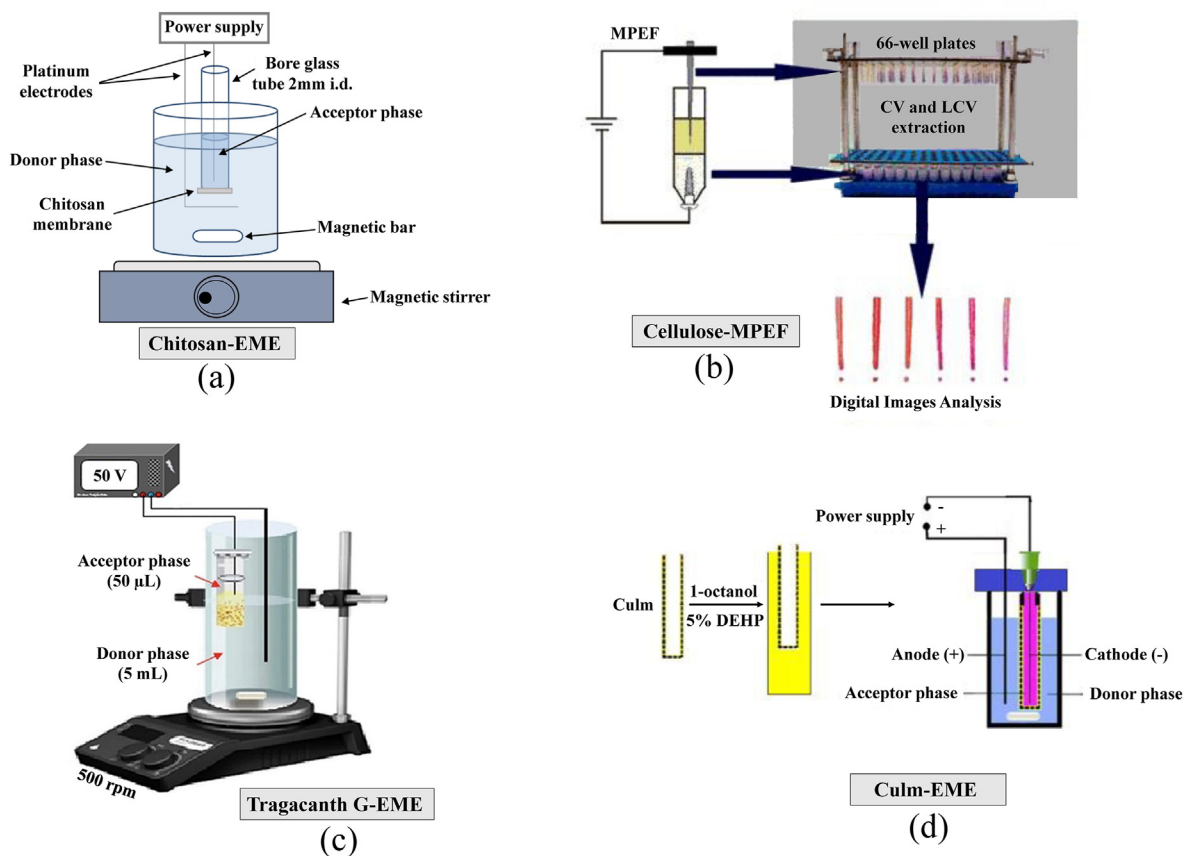 Power supply
Platinum
electrodes
Bore glass
tube 2mm i.d.
Acceptor phase
Donor phase
Chitosan
membrane
Magnetic bar
Magnetic stirrer
Chitosan-EME
(a)
MPEF
66-well plates
CV and LCV
extraction
Cellulose-MPEF
(b)
Digital Images Analysis
50 V
Acceptor phase
(50 µL)
Donor phase
(5 mL)
500 rpm
Tragacanth G-EME
(c)
Power supply
-
+
Culm
1-octanol
5% DEHP
Anode (+)
Cathode (-)
Acceptor phase
Donor phase
Culm-EME
(d)